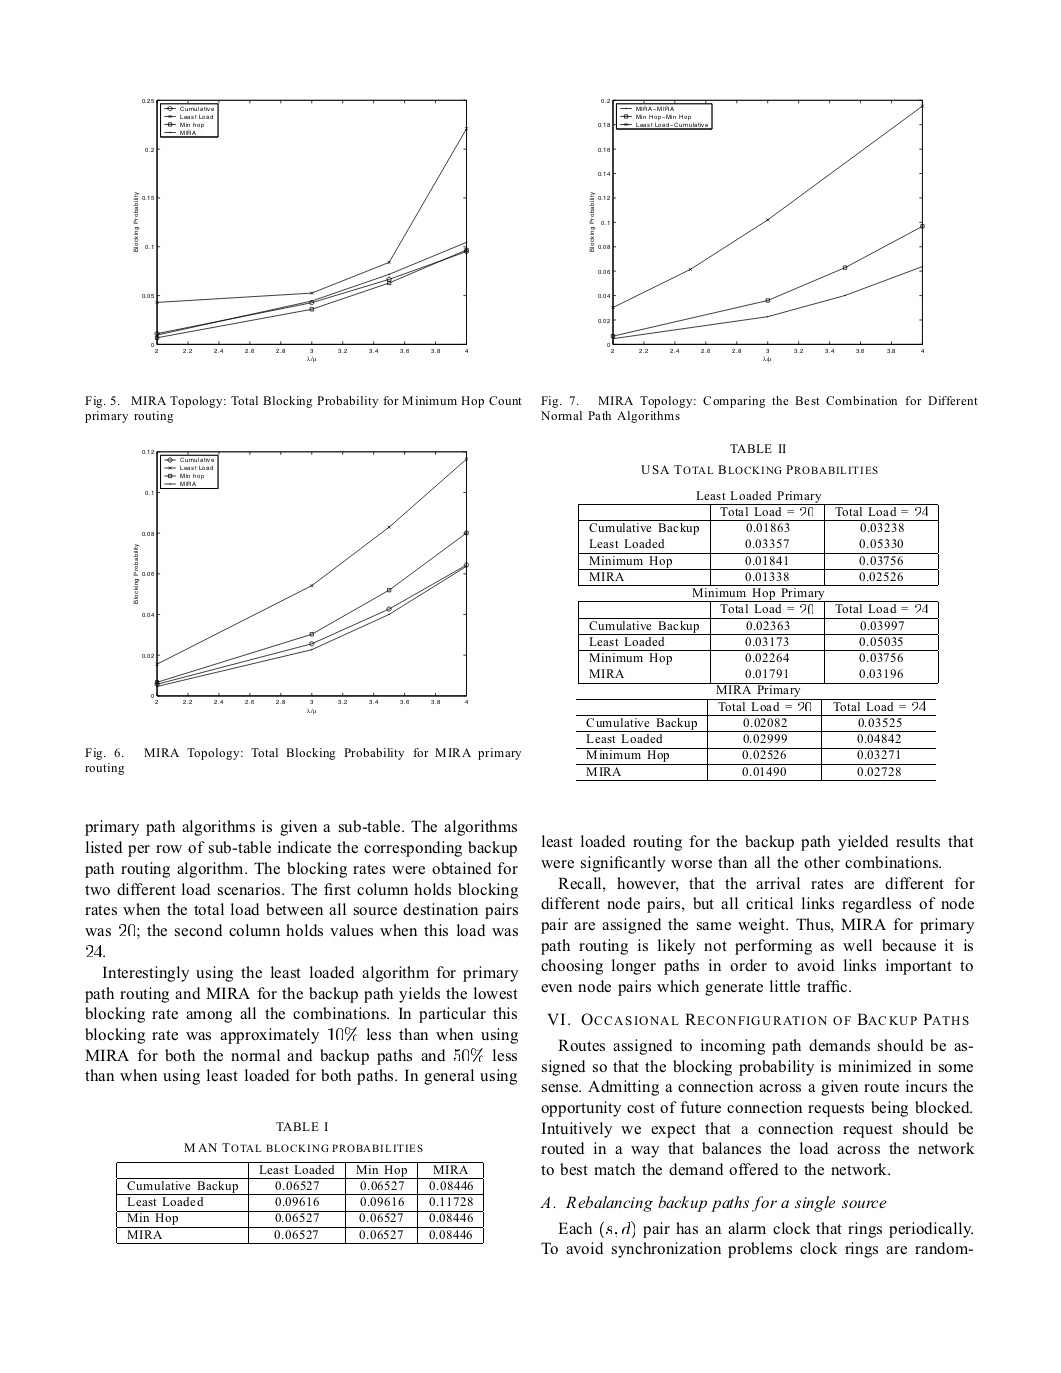 0.25
0.2
0.15
0.1
0.05
0
Blocking Probability
Cumulative
Least Load
Min hop
MIRA
2 2.2 2.4 2.6 2.8 3 3.2 3.4 3.6 3.8 4
λ/μ
Fig. 5. MIRA Topology: Total Blocking Probability for Minimum Hop Count
primary routing
0.12
0.1
0.08
0.06
0.04
0.02
0
Blocking Probability
Cumulative
Least Load
Min hop
MIRA
2 2.2 2.4 2.6 2.8 3 3.2 3.4 3.6 3.8 4
λ/μ
Fig. 6. MIRA Topology: Total Blocking Probability for MIRA primary
routing
primary path algorithms is given a sub-table. The algorithms
listed per row of sub-table indicate the corresponding backup
path routing algorithm. The blocking rates were obtained for
two different load scenarios. The first column holds blocking
rates when the total load between all source destination pairs
was 20; the second column holds values when this load was
24.
Interestingly using the least loaded algorithm for primary
path routing and MIRA for the backup path yields the lowest
blocking rate among all the combinations. In particular this
blocking rate was approximately 10% less than when using
MIRA for both the normal and backup paths and 50% less
than when using least loaded for both paths. In general using
TABLE I
MAN TOTAL BLOCKING PROBABILITIES
Least Loaded Min Hop MIRA
Cumulative Backup 0.06527 0.06527 0.08446
Least Loaded 0.09616 0.09616 0.11728
Min Hop 0.06527 0.06527 0.08446
MIRA 0.06527 0.06527 0.08446
0.2
0.18
0.16
0.14
0.12
0.1
0.08
0.06
0.04
0.02
0
Blocking Probability
MIRA−MIRA
Min Hop−Min Hop
Least Load−Cumulative
2 2.2 2.4 2.6 2.8 3 3.2 3.4 3.6 3.8 4
λ/μ
Fig. 7. MIRA Topology: Comparing the Best Combination for Different
Normal Path Algorithms
TABLE II
USA TOTAL BLOCKING PROBABILITIES
Least Loaded Primary
Total Load = 20 Total Load = 24
Cumulative Backup 0.01863 0.03238
Least Loaded 0.03357 0.05330
Minimum Hop 0.01841 0.03756
MIRA 0.01338 0.02526
Minimum Hop Primary
Total Load = 20 Total Load = 24
Cumulative Backup 0.02363 0.03997
Least Loaded 0.03173 0.05035
Minimum Hop 0.02264 0.03756
MIRA 0.01791 0.03196
MIRA Primary
Total Load = 20 Total Load = 24
Cumulative Backup 0.02082 0.03525
Least Loaded 0.02999 0.04842
Minimum Hop 0.02526 0.03271
MIRA 0.01490 0.02728
least loaded routing for the backup path yielded results that
were significantly worse than all the other combinations.
Recall, however, that the arrival rates are different for
different node pairs, but all critical links regardless of node
pair are assigned the same weight. Thus, MIRA for primary
path routing is likely not performing as well because it is
choosing longer paths in order to avoid links important to
even node pairs which generate little traffic.
VI. OCCASIONAL RECONFIGURATION OF BACKUP PATHS
Routes assigned to incoming path demands should be as-
signed so that the blocking probability is minimized in some
sense. Admitting a connection across a given route incurs the
opportunity cost of future connection requests being blocked.
Intuitively we expect that a connection request should be
routed in a way that balances the load across the network
to best match the demand offered to the network.
A. Rebalancing backup paths for a single source
Each (s, d) pair has an alarm clock that rings periodically.
To avoid synchronization problems clock rings are random-